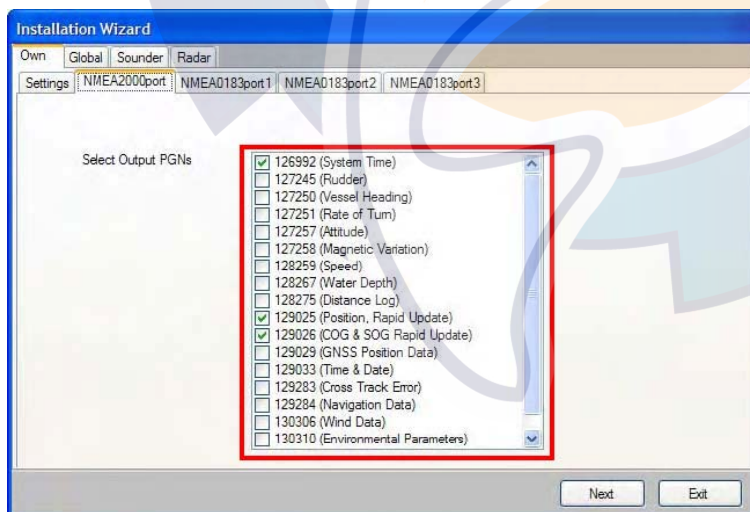 Installation Wizard
Own Global Sounder Radar
Settings NMEA2000port NMEA0183port1 NMEA0183port2 NMEA0183port3
Select Output PGNs
126992 (System Time)
127245 (Rudder)
127250 (Vessel Heading)
127251 (Rate of Turn)
127257 (Attitude)
127258 (Magnetic Variation)
128259 (Speed)
128267 (Water Depth)
128275 (Distance Log)
129025 (Position, Rapid Update)
129026 (COG & SOG Rapid Update)
129029 (GNSS Position Data)
129033 (Time & Date)
129283 (Cross Track Error)
129284 (Navigation Data)
130306 (Wind Data)
130310 (Environmental Parameters)
Next Exit